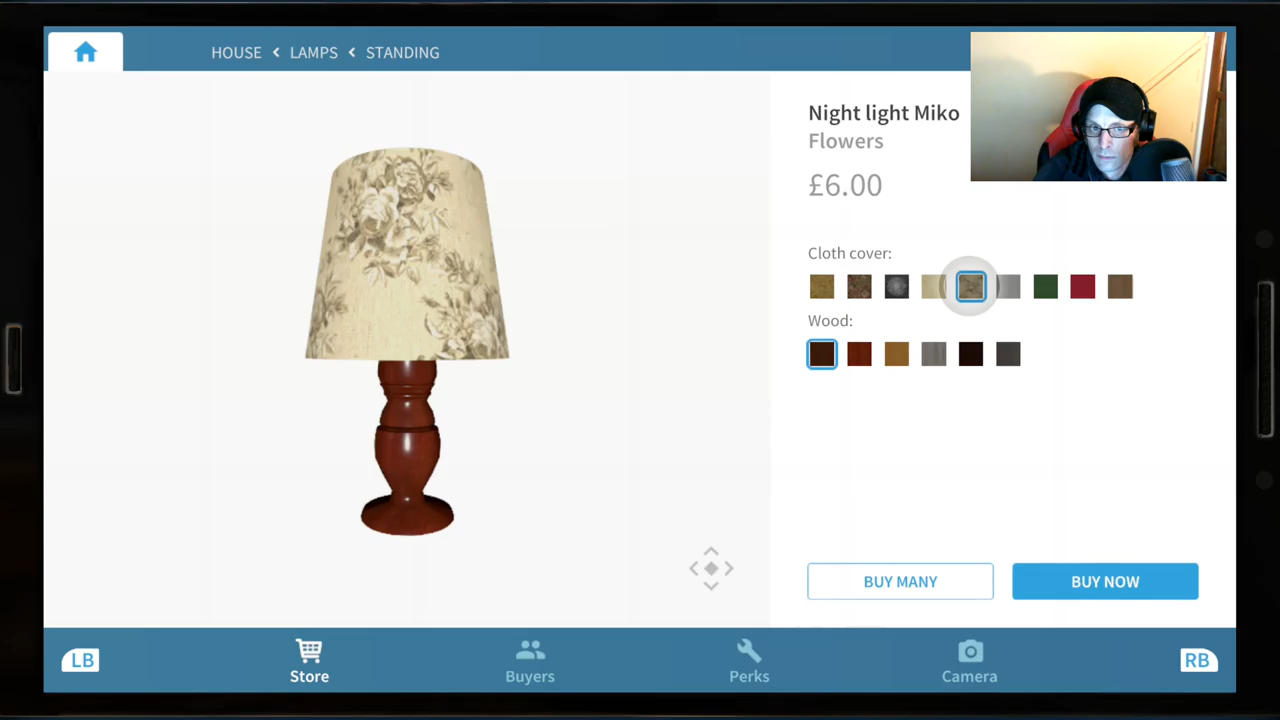 HOUSE < LAMPS < STANDING
Night light Miko
Flowers
£6.00
Cloth cover:
Wood:
BUY MANY
BUY NOW
LB
Store
Buyers
Perks
Camera
RB